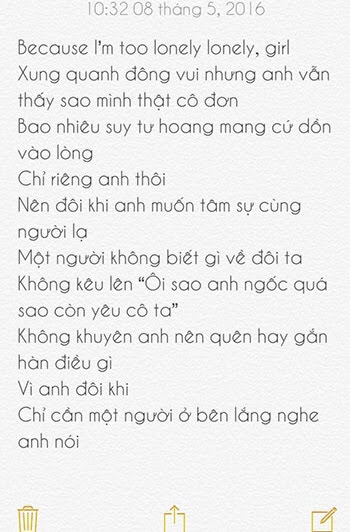 10:32 08 tháng 5, 2016
Because I'm too lonely lonely, girl
Xung quanh đông vui nhưng anh vẫn
thấy sao mình thật cô đơn
Bao nhiêu suy tư hoang mang cứ dồn
vào lòng
Chỉ riêng anh thôi
Nên đôi khi anh muốn tâm sự cùng
người lạ
Một người không biết gì về đôi ta
Không kêu lên “Ôi sao anh ngốc quá
sao còn yêu cô ta”
Không khuyên anh nên quên hay gắn
hàn điều gì
Vì anh đôi khi
Chỉ cần một người ở bên lắng nghe
anh nói